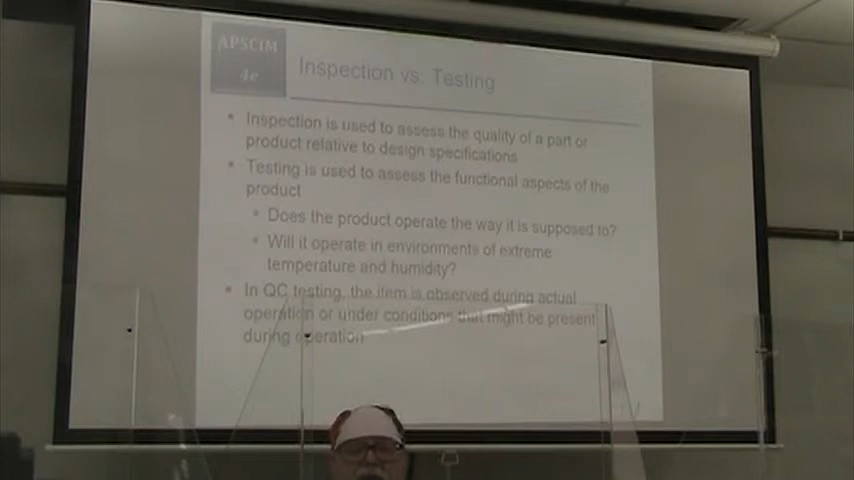 APSCIM
4e
Inspection vs. Testing
• Inspection is used to assess the quality of a part or
product relative to design specifications
• Testing is used to assess the functional aspects of the
product
• Does the product operate the way it is supposed to?
• Will it operate in environments of extreme
temperature and humidity?
• In QC testing, the item is observed during actual
operation or under conditions that might be present
during operation